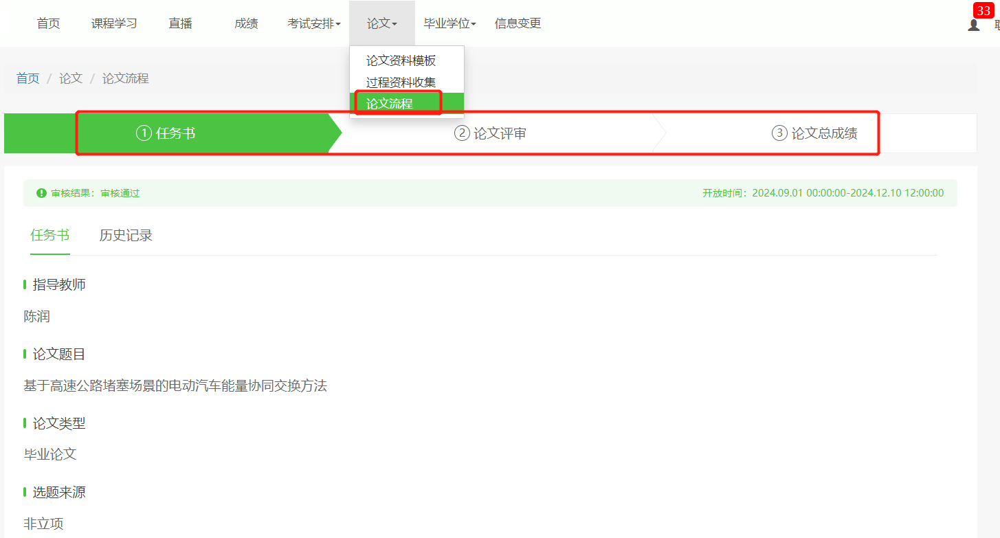 首页 课程学习 直播 成绩 考试安排 论文 毕业学位 信息变更 33
论文资料模板
过程资料收集
论文流程
首页 / 论文 / 论文流程
① 任务书 ② 论文评审 ③ 论文总成绩
审核结果：审核通过 开放时间：2024.09.01 00:00:00-2024.12.10 12:00:00
任务书 历史记录
指导教师
陈润
论文题目
基于高速公路堵塞场景的电动汽车能量协同交换方法
论文类型
毕业论文
选题来源
非立项